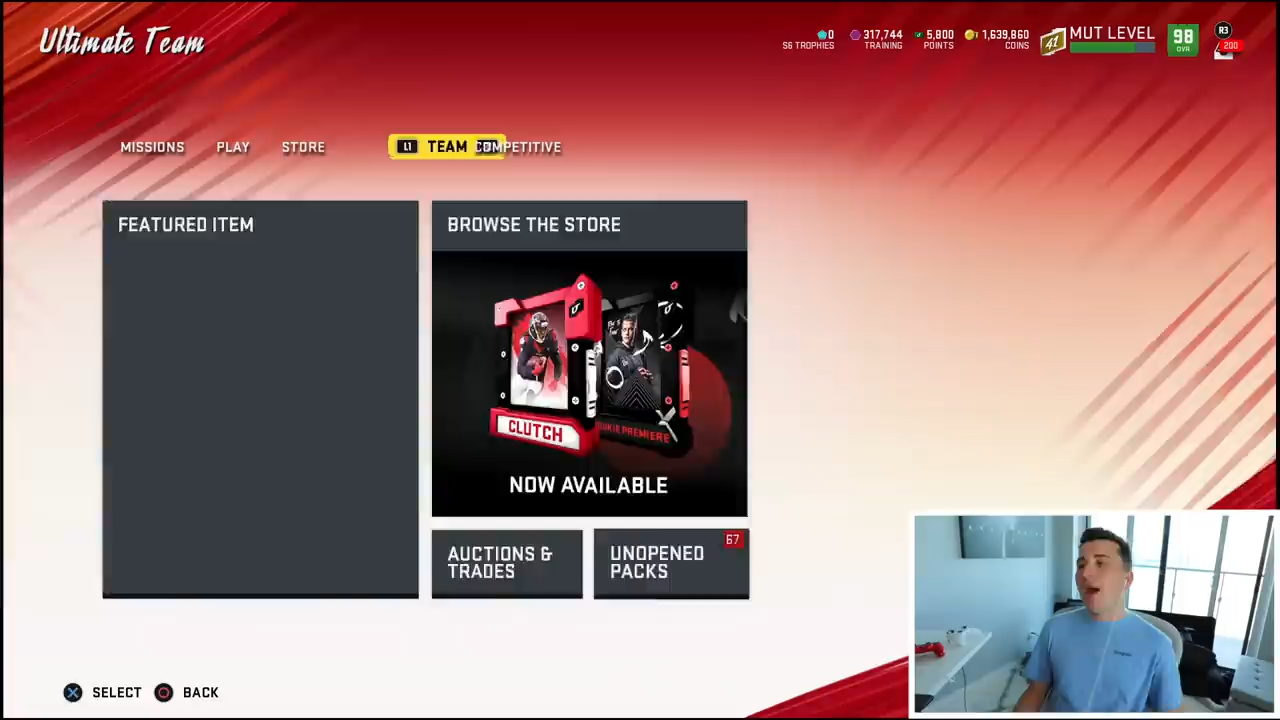 Ultimate Team
0
S6 TROPHIES
317,744
TRAINING
5,800
POINTS
1,639,860
COINS
41
MUT LEVEL
98
OVR
R3
200
MISSIONS
PLAY
STORE
L1
TEAM
COMPETITIVE
FEATURED ITEM
BROWSE THE STORE
CLUTCH
ROOKIE PREMIERE
NOW AVAILABLE
AUCTIONS &
TRADES
UNOPENED
PACKS
67
SELECT
BACK